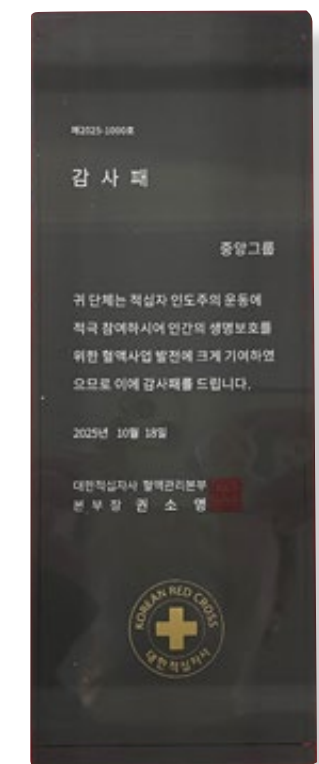 제2025-1000호
감 사 패
중앙그룹
귀 단체는 적십자 인도주의 운동에
적극 참여하시어 인간의 생명보호를
위한 혈액사업 발전에 크게 기여하였
으므로 이에 감사패를 드립니다.
2025년 10월 18일
대한적십자사 혈액관리본부
본 부 장 권 소 영
KOREAN RED CROSS
대한적십자사